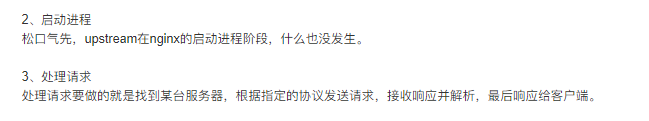 2、启动进程
松口气先，upstream在nginx的启动进程阶段，什么也没发生。
3、处理请求
处理请求要做的就是找到某台服务器，根据指定的协议发送请求，接收响应并解析，最后响应给客户端。